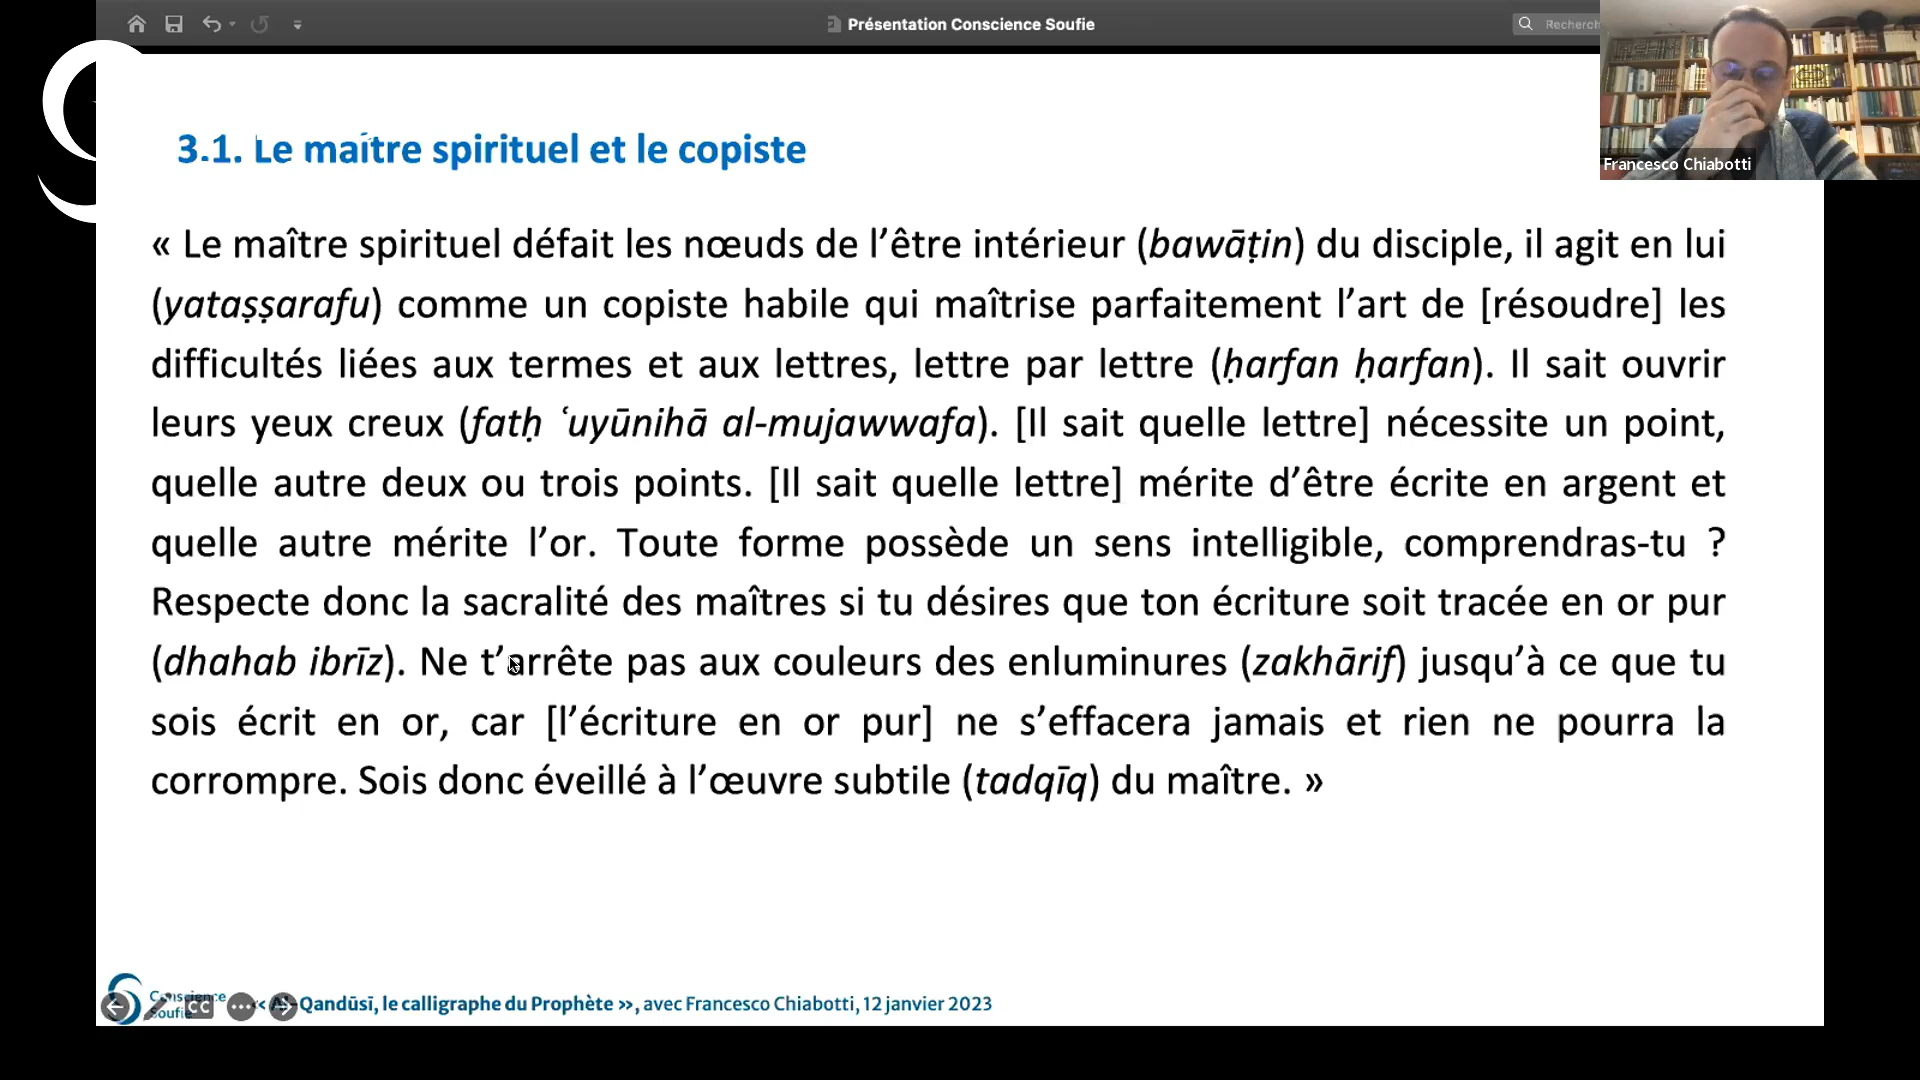 Présentation Conscience Soufie
Recherch
Francesco Chiabotti
3.1. Le maître spirituel et le copiste
« Le maître spirituel défait les nœuds de l’être intérieur (bawāṭin) du disciple, il agit en lui
(yataṣṣarafu) comme un copiste habile qui maîtrise parfaitement l’art de [résoudre] les
difficultés liées aux termes et aux lettres, lettre par lettre (ḥarfan ḥarfan). Il sait ouvrir
leurs yeux creux (fatḥ ʿuyūnihā al-mujawwafa). [Il sait quelle lettre] nécessite un point,
quelle autre deux ou trois points. [Il sait quelle lettre] mérite d’être écrite en argent et
quelle autre mérite l’or. Toute forme possède un sens intelligible, comprendras-tu ?
Respecte donc la sacralité des maîtres si tu désires que ton écriture soit tracée en or pur
(dhahab ibrīz). Ne t’arrête pas aux couleurs des enluminures (zakhārif) jusqu’à ce que tu
sois écrit en or, car [l’écriture en or pur] ne s’effacera jamais et rien ne pourra la
corrompre. Sois donc éveillé à l’œuvre subtile (tadqīq) du maître. »
Conscience
Soufie
CC
« Al-Qandūsī, le calligraphe du Prophète », avec Francesco Chiabotti, 12 janvier 2023